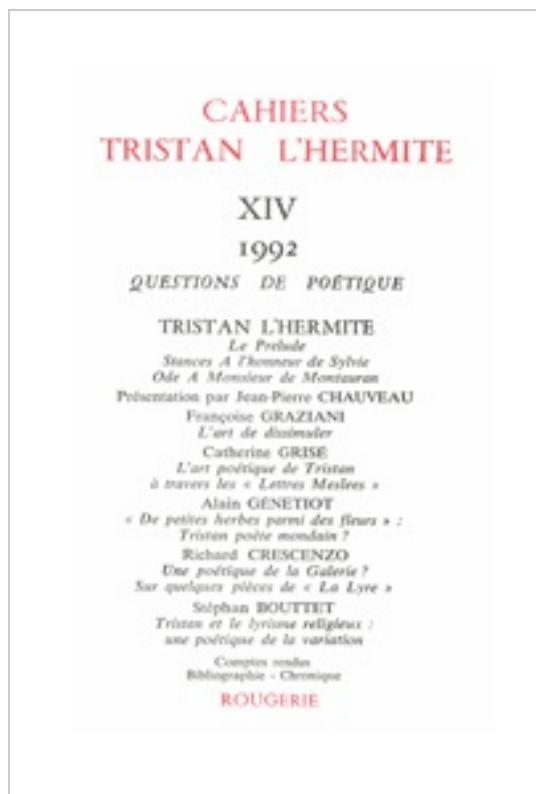 CAHIERS
TRISTAN L'HERMITE
XIV
1992
QUESTIONS DE POÉTIQUE
TRISTAN L'HERMITE
Le Prelude
Stances A l'honneur de Sylvie
Ode A Monsieur de Montauran
Présentation par Jean-Pierre CHAUVEAU
Françoise GRAZIANI
L'art de dissimuler
Catherine GRISÉ
L'art poétique de Tristan
à travers les « Lettres Meslees »
Alain GÉNETIOT
« De petites herbes parmi des fleurs » :
Tristan poète mondain ?
Richard CRESCENZO
Une poétique de la Galerie ?
Sur quelques pièces de « La Lyre »
Stéphan BOUTTET
Tristan et le lyrisme religieux :
une poétique de la variation
Comptes rendus
Bibliographie - Chronique
ROUGERIE